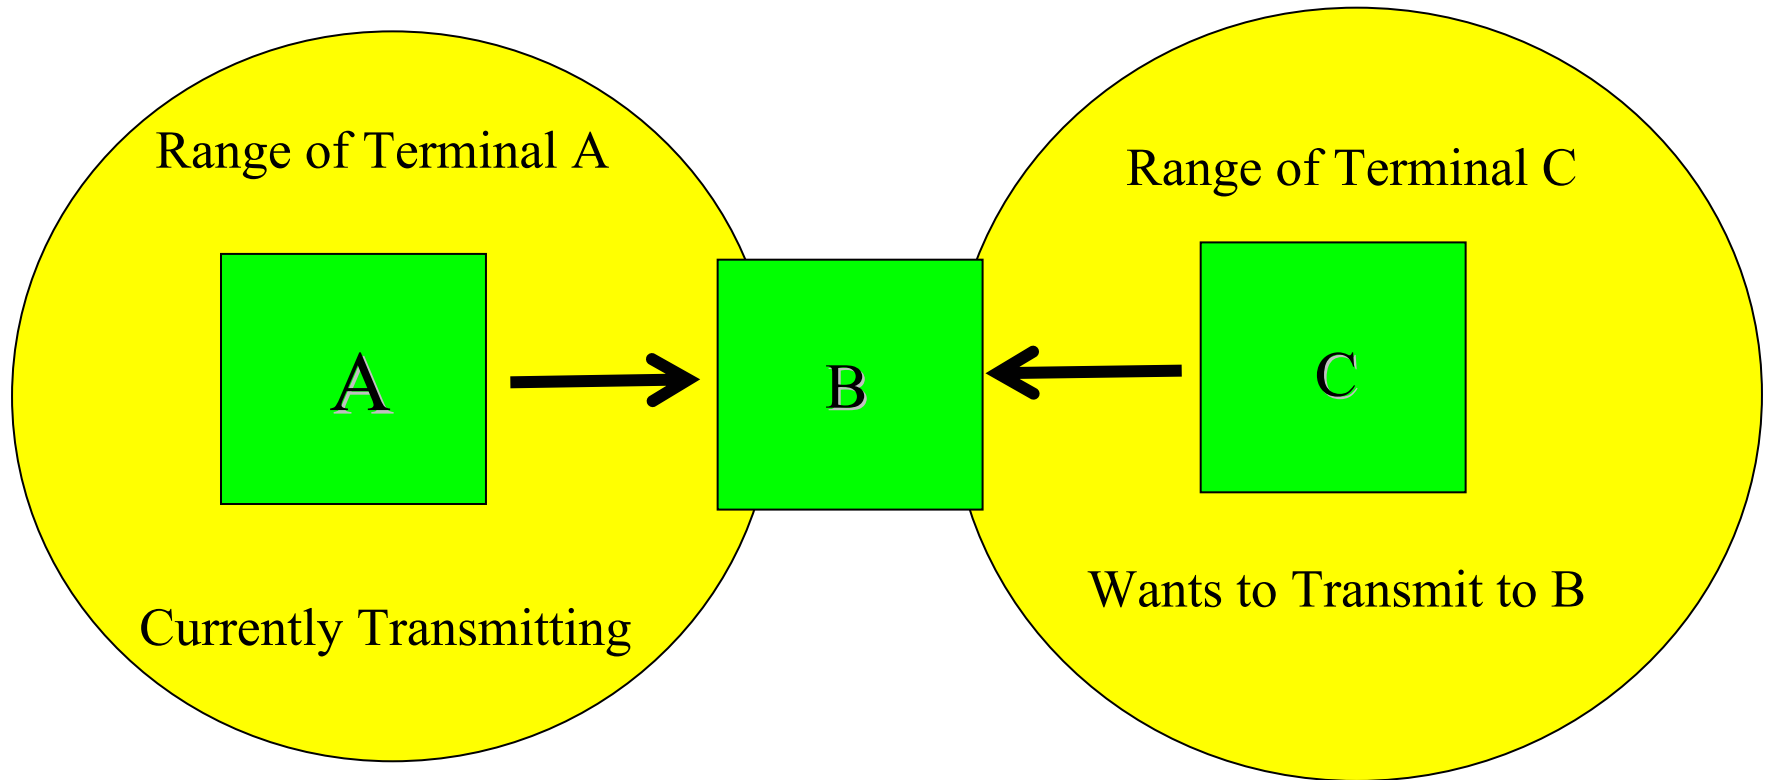 Range of Terminal A
Range of Terminal C
A
B
C
Wants to Transmit to B
Currently Transmitting